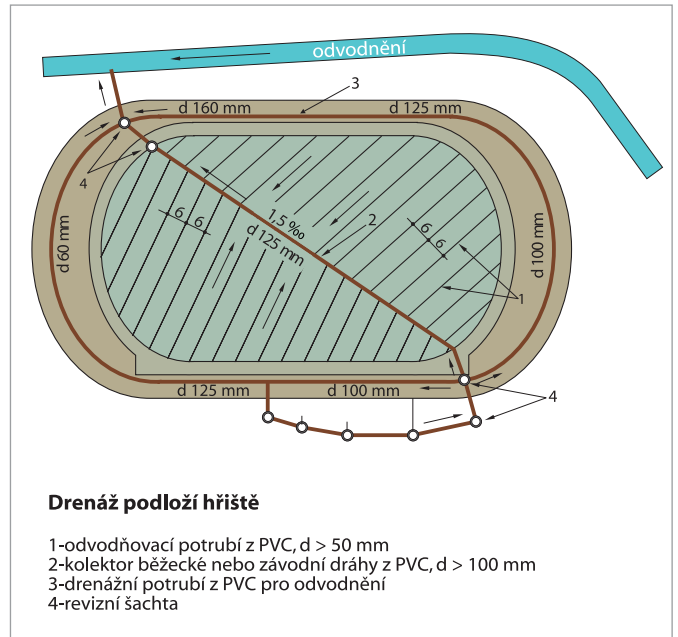 odvodnění
3
d 160 mm
d 125 mm
4
6 6
1,5 ‰
2
d 125 mm
6 6
d 60 mm
d 100 mm
1
d 125 mm
d 100 mm
4
Drenáž podloží hřiště
1-odvodňovací potrubí z PVC, d > 50 mm
2-kolektor běžecké nebo závodní dráhy z PVC, d > 100 mm
3-drenážní potrubí z PVC pro odvodnění
4-revizní šachta